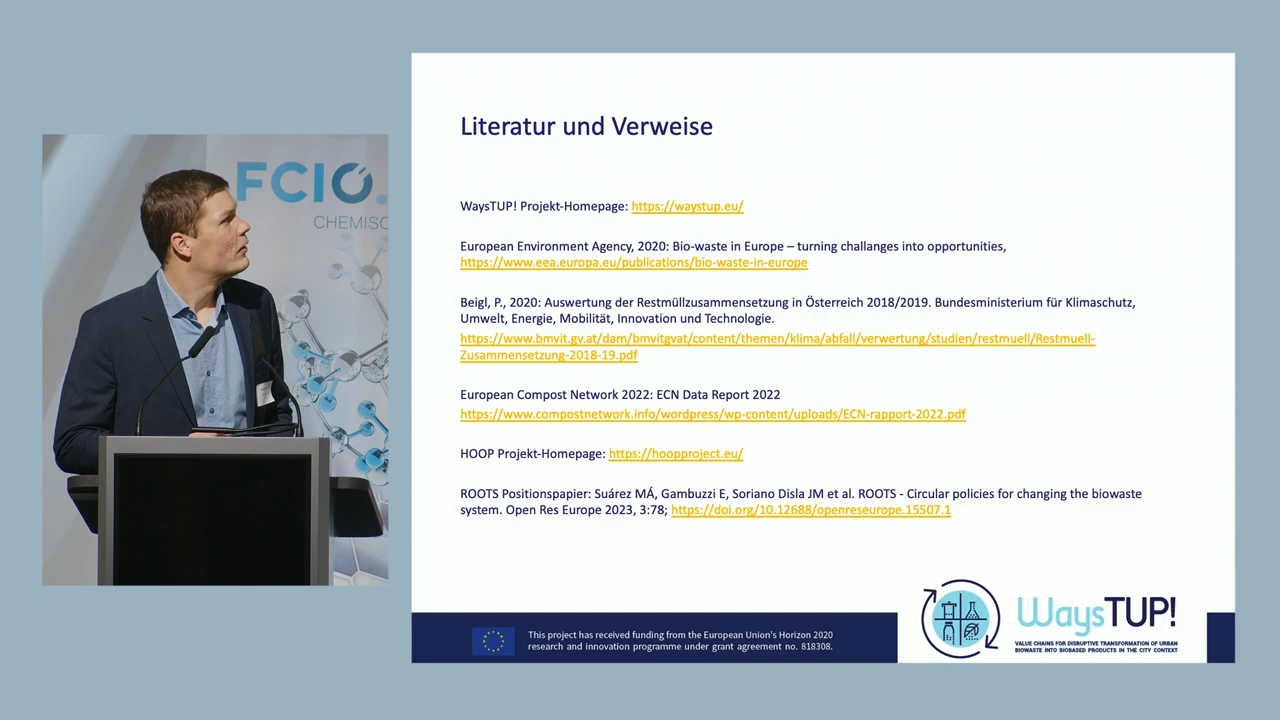 FCIO.
CHEMISC
Literatur und Verweise
WaysTUP! Projekt-Homepage: https://waystup.eu/
European Environment Agency, 2020: Bio-waste in Europe – turning challanges into opportunities,
https://www.eea.europa.eu/publications/bio-waste-in-europe
Beigl, P., 2020: Auswertung der Restmüllzusammensetzung in Österreich 2018/2019. Bundesministerium für Klimaschutz,
Umwelt, Energie, Mobilität, Innovation und Technologie.
https://www.bmvit.gv.at/dam/bmvitgvat/content/themen/klima/abfall/verwertung/studien/restmuell/Restmuell-
Zusammensetzung-2018-19.pdf
European Compost Network 2022: ECN Data Report 2022
https://www.compostnetwork.info/wordpress/wp-content/uploads/ECN-rapport-2022.pdf
HOOP Projekt-Homepage: https://hoopproject.eu/
ROOTS Positionspapier: Suárez MÁ, Gambuzzi E, Soriano Disla JM et al. ROOTS - Circular policies for changing the biowaste
system. Open Res Europe 2023, 3:78; https://doi.org/10.12688/openreseurope.15507.1
This project has received funding from the European Union's Horizon 2020
research and innovation programme under grant agreement no. 818308.
WaysTUP!
VALUE CHAINS FOR DISRUPTIVE TRANSFORMATION OF URBAN
BIOWASTE INTO BIOBASED PRODUCTS IN THE CITY CONTEXT